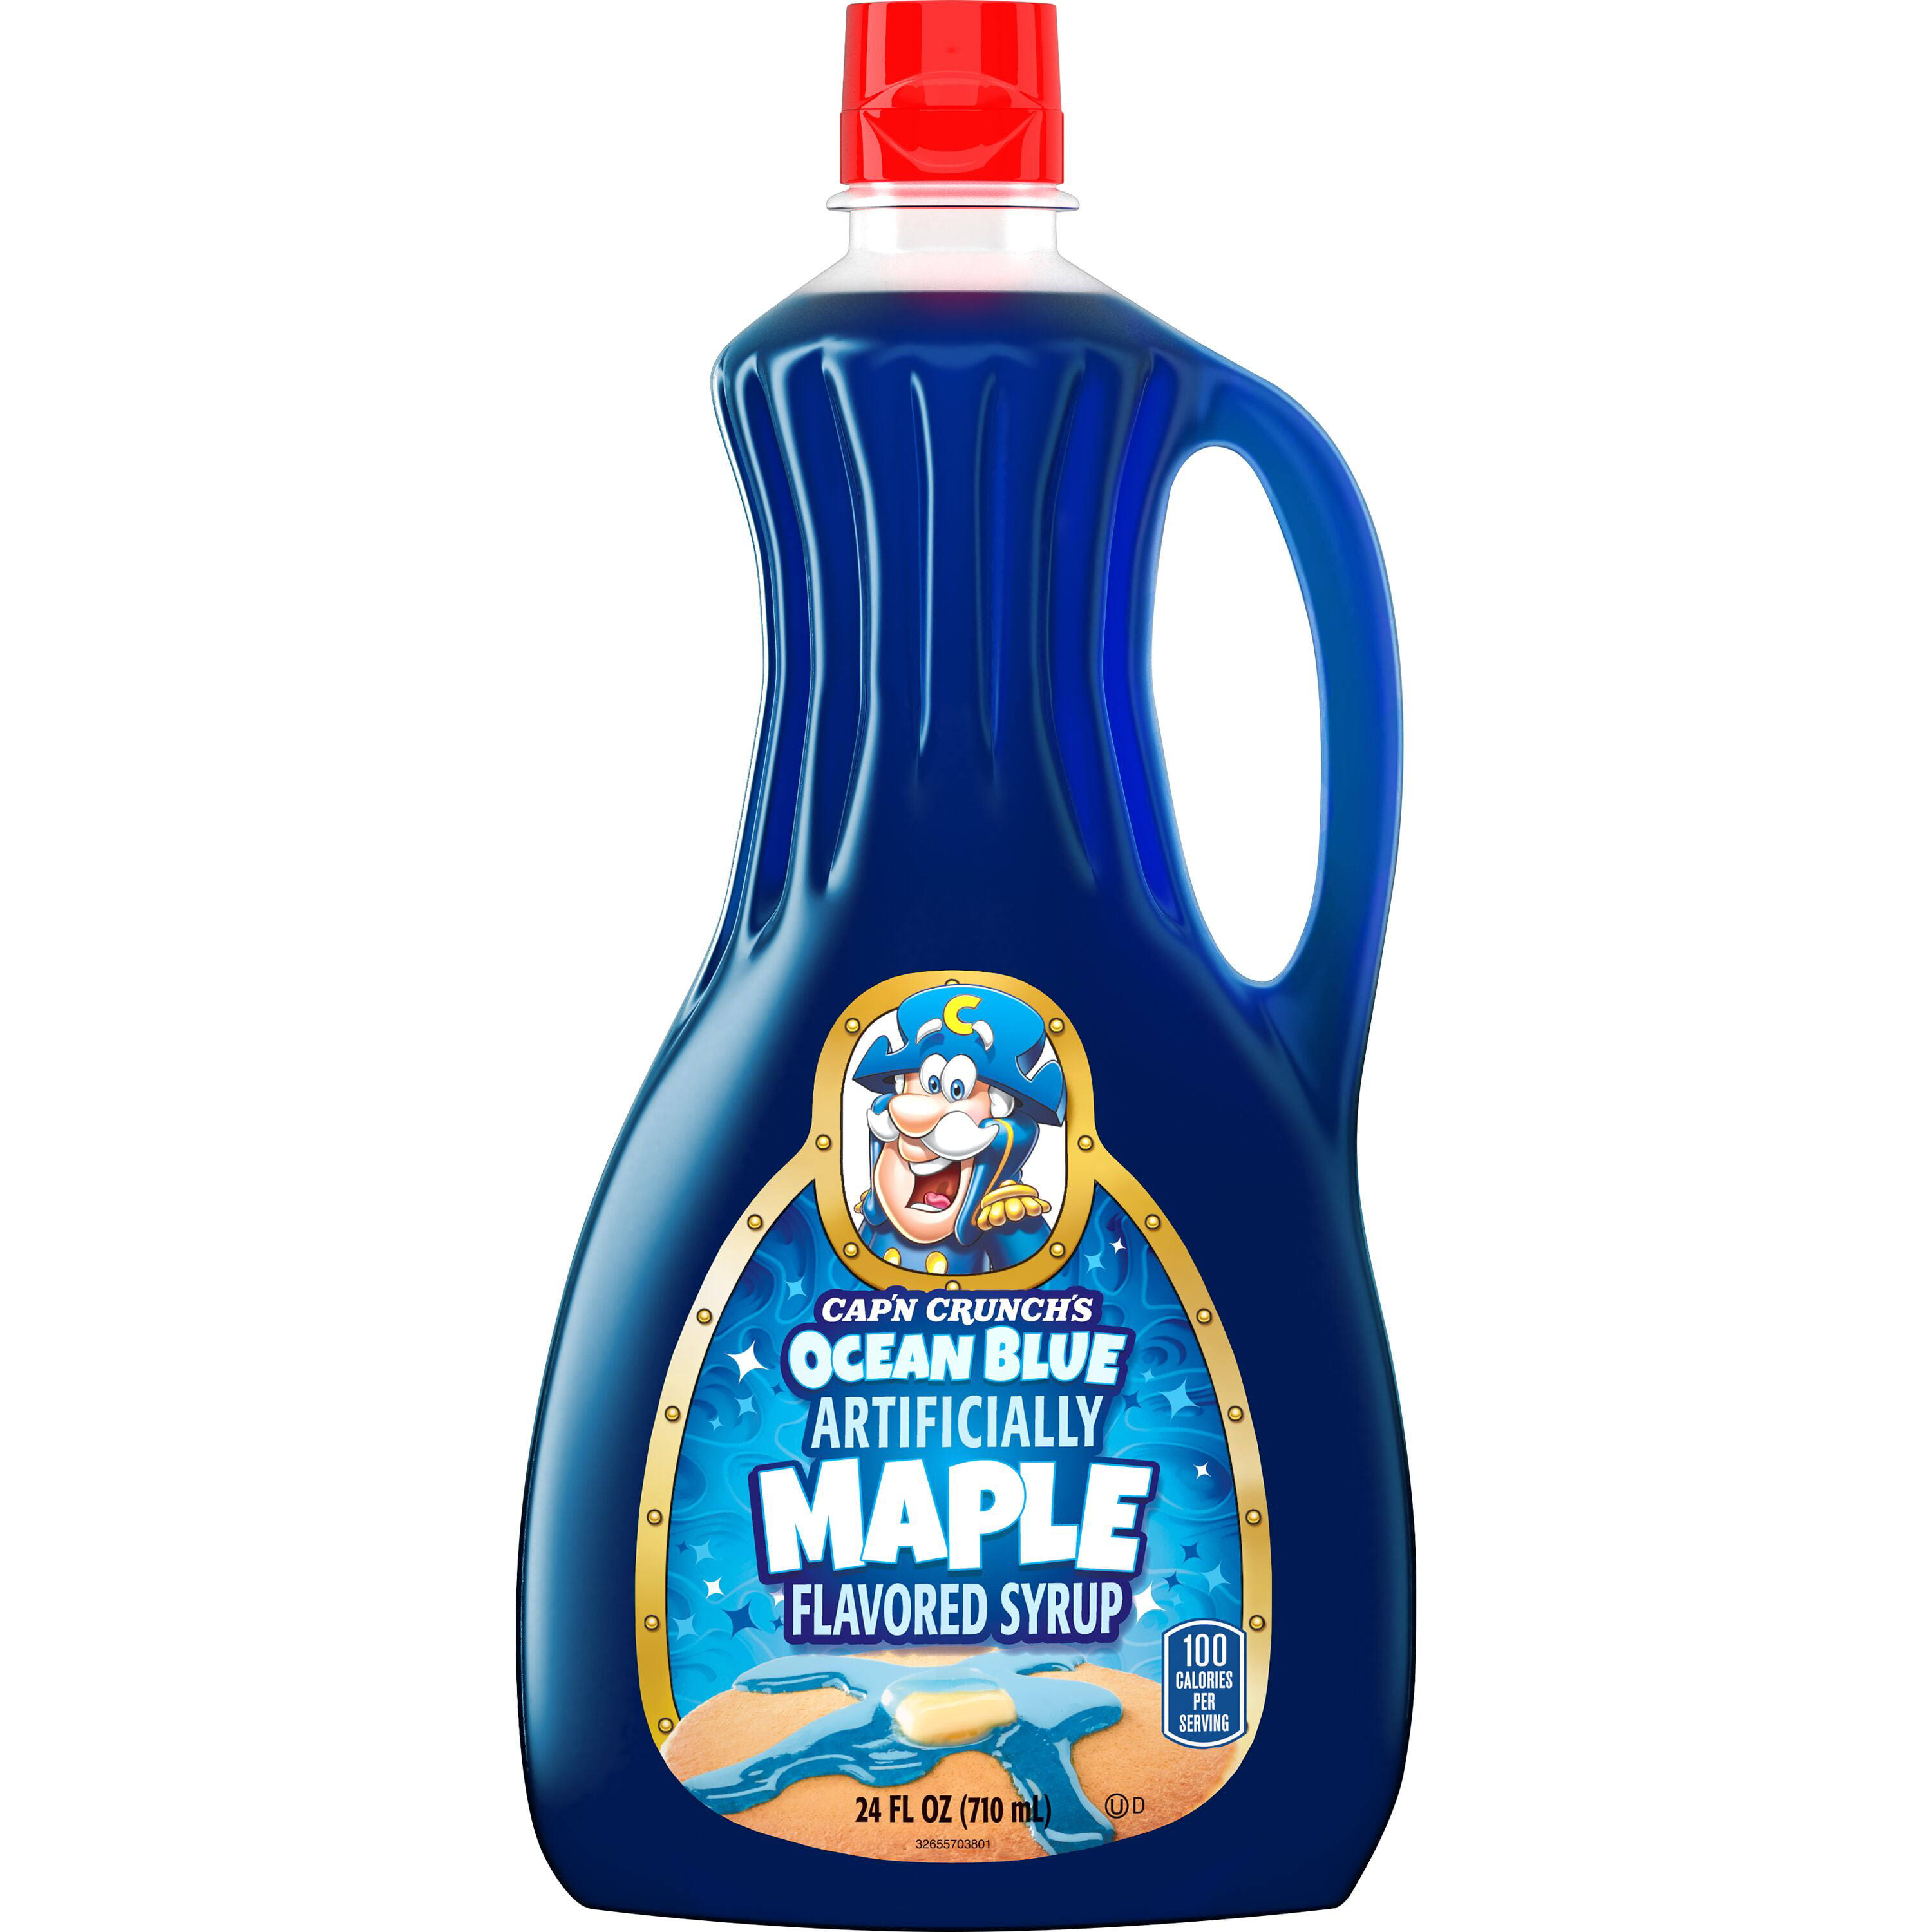 C
CAP'N CRUNCH'S
OCEAN BLUE
ARTIFICIALLY
MAPLE
FLAVORED SYRUP
100
CALORIES
PER
SERVING
24 FL OZ (710 mL)
U D
32655703801